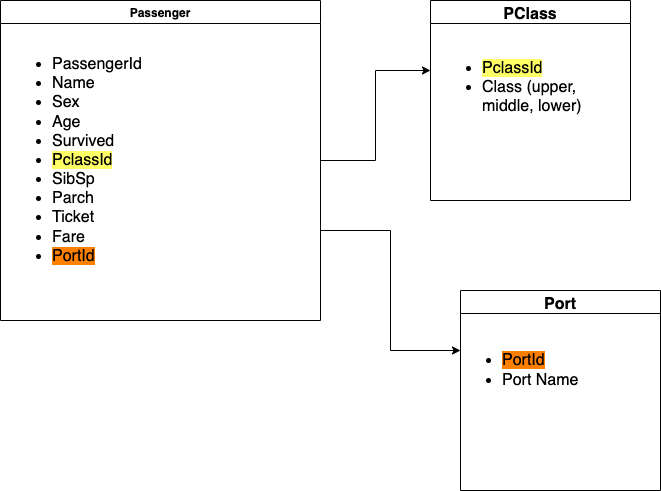 Passenger
PassengerId
Name
Sex
Age
Survived
PclassId
SibSp
Parch
Ticket
Fare
PortId
PClass
PclassId
Class (upper,
middle, lower)
Port
PortId
Port Name